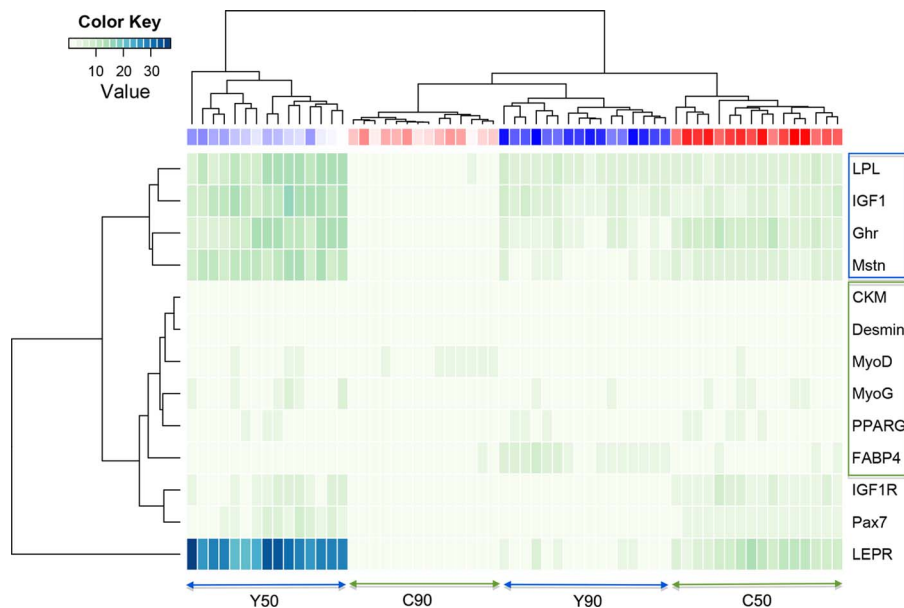 Color Key
10 20 30
Value
LPL
IGF1
Ghr
Mstn
CKM
Desmin
MyoD
MyoG
PPARG
FABP4
IGF1R
Pax7
LEPR
Y50 C90 Y90 C50